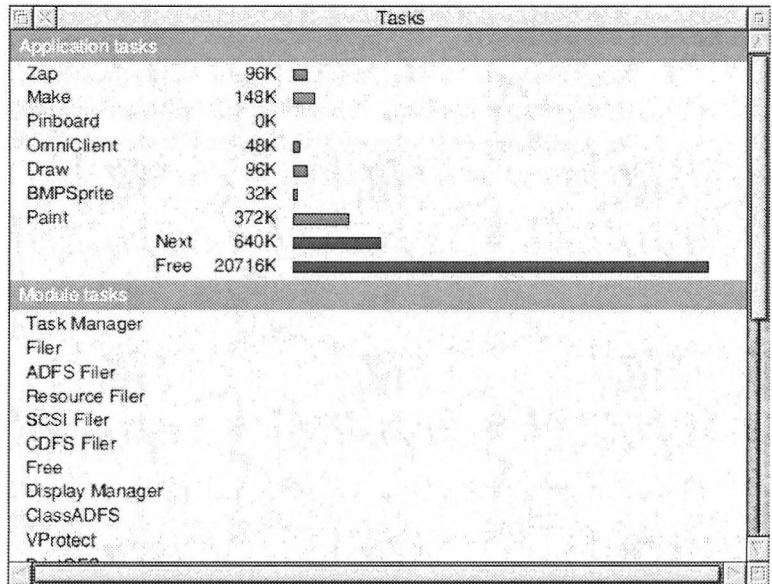 Tasks
Application tasks
Zap 96K
Make 148K
Pinboard 0K
OmniClient 48K
Draw 96K
BMPSprite 32K
Paint 372K
Next 640K
Free 20716K
Module tasks
Task Manager
Filer
ADFS Filer
Resource Filer
SCSI Filer
CDFS Filer
Free
Display Manager
ClassADFS
VProtect